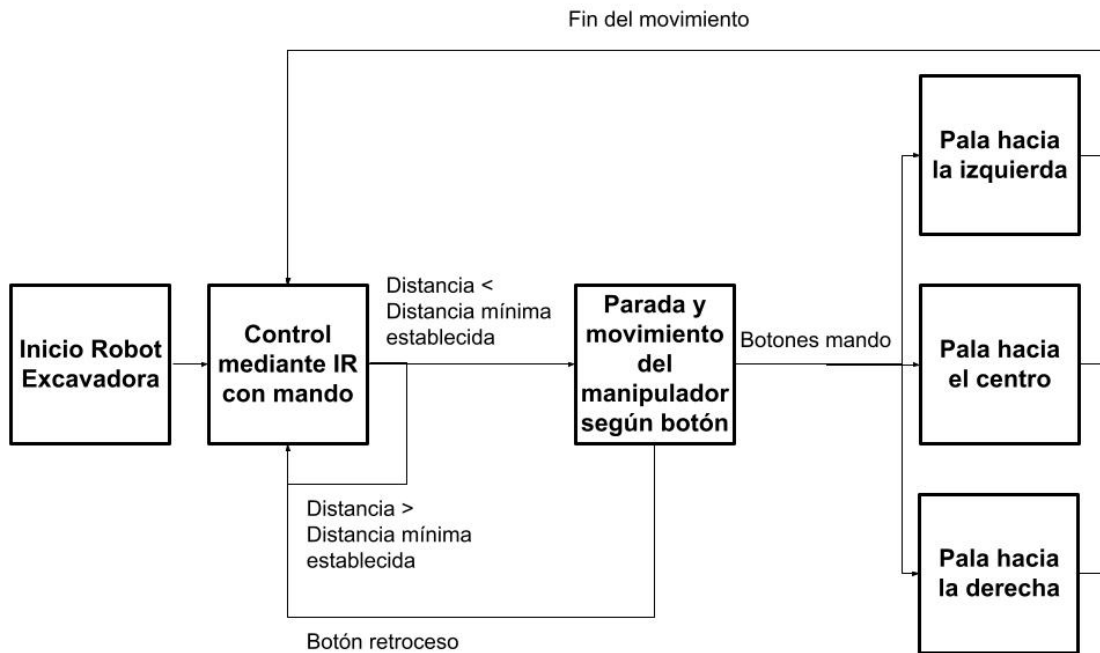 Fin del movimiento
Pala hacia
la izquierda
Inicio Robot
Excavadora
Control
mediante IR
con mando
Distancia <
Distancia mínima
establecida
Parada y
movimiento
del
manipulador
según botón
Botones mando
Pala hacia
el centro
Distancia >
Distancia mínima
establecida
Pala hacia
la derecha
Botón retroceso